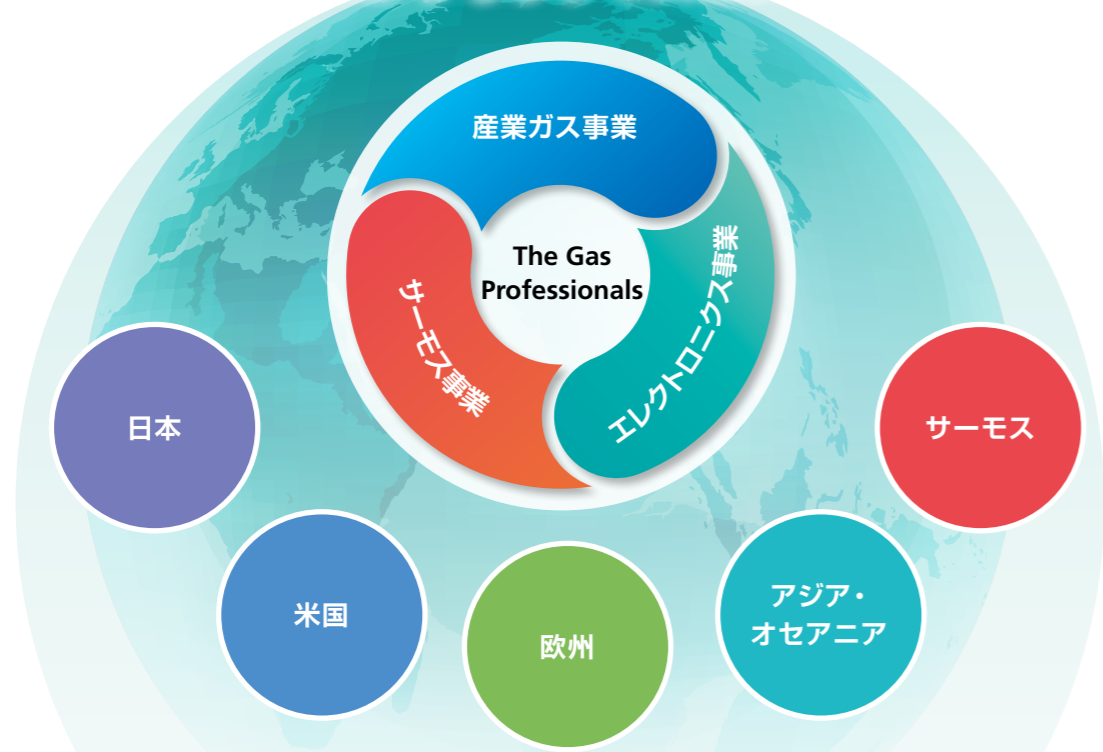 産業ガス事業
エレクトロニクス事業
サーモス事業
The Gas
Professionals
日本
米国
欧州
アジア・
オセアニア
サーモス